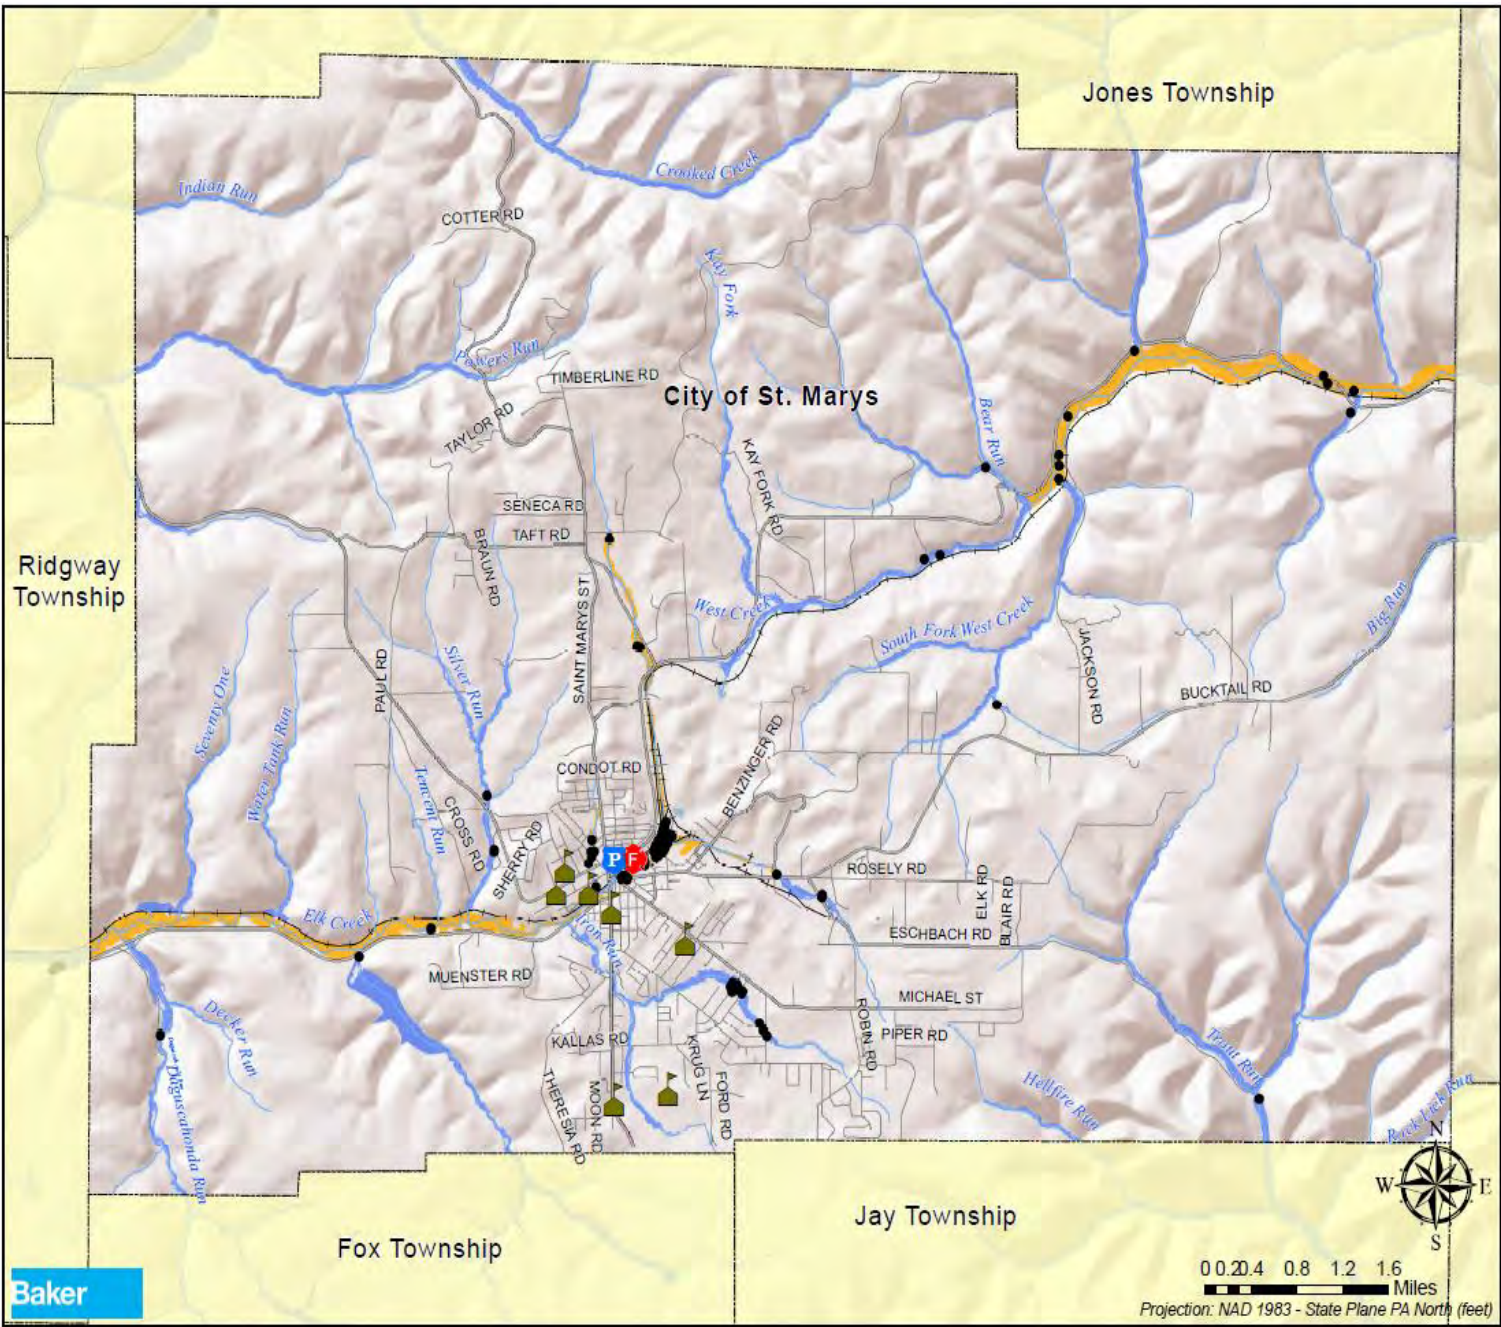 Jones Township
Crooked Creek
Indian Run
COTTER RD
Kay Fork
Powers Run
TIMBERLINE RD
City of St. Marys
TAYLOR RD
Bear Run
KAY FORK RD
SENECA RD
TAFT RD
BRAUN RD
Ridgway
Township
SAINT MARYS ST
West Creek
South Fork West Creek
Big Run
JACKSON RD
BUCKTAIL RD
PAUL RD
Silver Run
Seventy One
Water Tank Run
CONDOT RD
BENZINGER RD
Tencent Run
CROSS RD
SHERRY RD
P
F
ROSELY RD
ELK RD
BLAIR RD
Elk Creek
Iron Run
ESCHBACH RD
MUENSTER RD
MICHAEL ST
ROBIN RD
PIPER RD
Decker Run
KALLAS RD
KRUG LN
FORD RD
THERESIA RD
MOON RD
Daguscahonda Run
Trout Run
Hellfire Run
Rock Lick Run
N
W
E
S
Jay Township
Fox Township
0 0.2 0.4 0.8 1.2 1.6
Miles
Baker
Projection: NAD 1983 - State Plane PA North (feet)